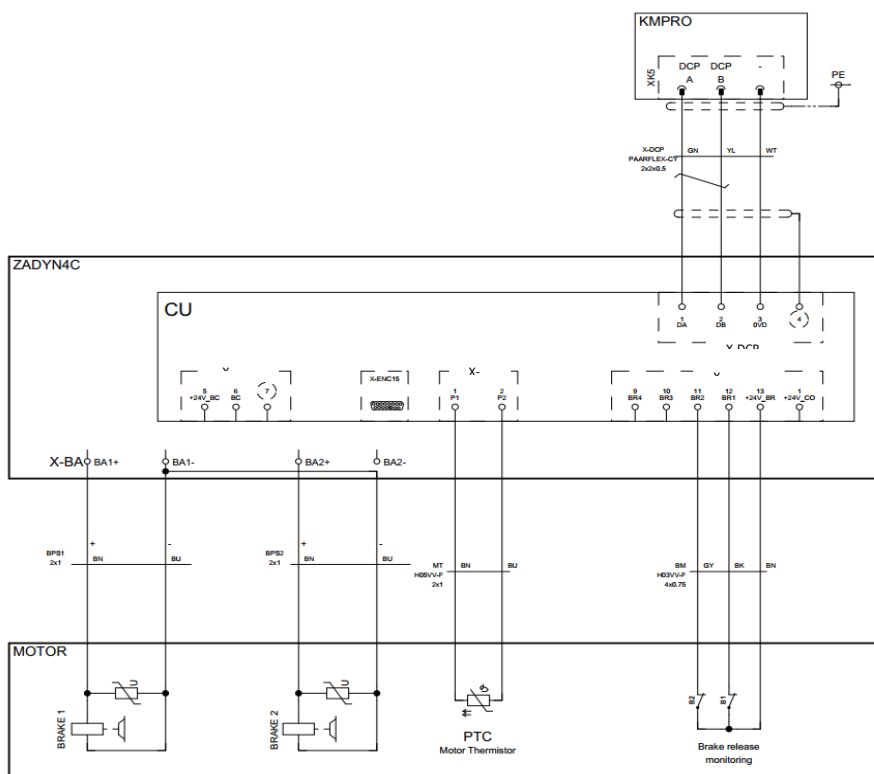 KMPRO
XK5
DCP DCP -
A B
PE
X-DCP GN YL WT
PAARFLEX-CY
2x2x0.5
ZADYN4C
CU
1 2 3 4
DA DB 0VD
X-
X-ENC15
5 6 7
+24V_BC BC
1 2
P1 P2
9 10 11 12 13 1
BR4 BR3 BR2 BR1 +24V_BR +24V_CO
X-BA BA1+ BA1- BA2+ BA2-
+ - + -
BPS1 BN BU
2x1
BPS2 BN BU
2x1
MT BN BU
H05VV-F
2x1
BM GY BK BN
H03VV-F
4x0.75
MOTOR
U
BRAKE 1
U
BRAKE 2
PTC
Motor Thermistor
B2 B1
Brake release
monitoring